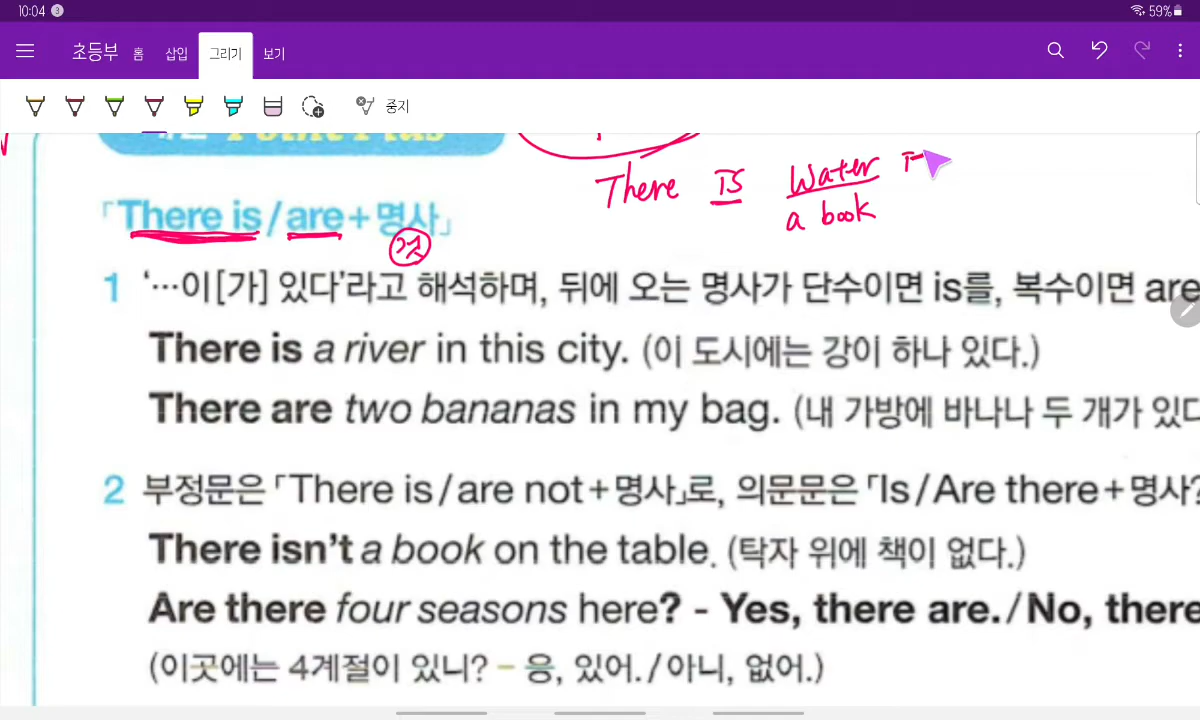 10:04 3 59%
초등부 홈 삽입 그리기 보기
중지
Point Plus
There IS Water
a book
「There is/are+명사」
것
1 ‘…이[가] 있다’라고 해석하며, 뒤에 오는 명사가 단수이면 is를, 복수이면 are
There is a river in this city. (이 도시에는 강이 하나 있다.)
There are two bananas in my bag. (내 가방에 바나나 두 개가 있다
2 부정문은 「There is/are not+명사」로, 의문문은 「Is/Are there+명사?
There isn’t a book on the table. (탁자 위에 책이 없다.)
Are there four seasons here? - Yes, there are./No, there
(이곳에는 4계절이 있니? – 응, 있어./아니, 없어.)